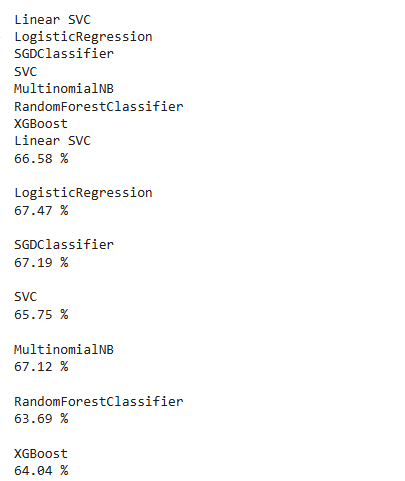 Linear SVC
LogisticRegression
SGDClassifier
SVC
MultinomialNB
RandomForestClassifier
XGBoost
Linear SVC
66.58 %
LogisticRegression
67.47 %
SGDClassifier
67.19 %
SVC
65.75 %
MultinomialNB
67.12 %
RandomForestClassifier
63.69 %
XGBoost
64.04 %